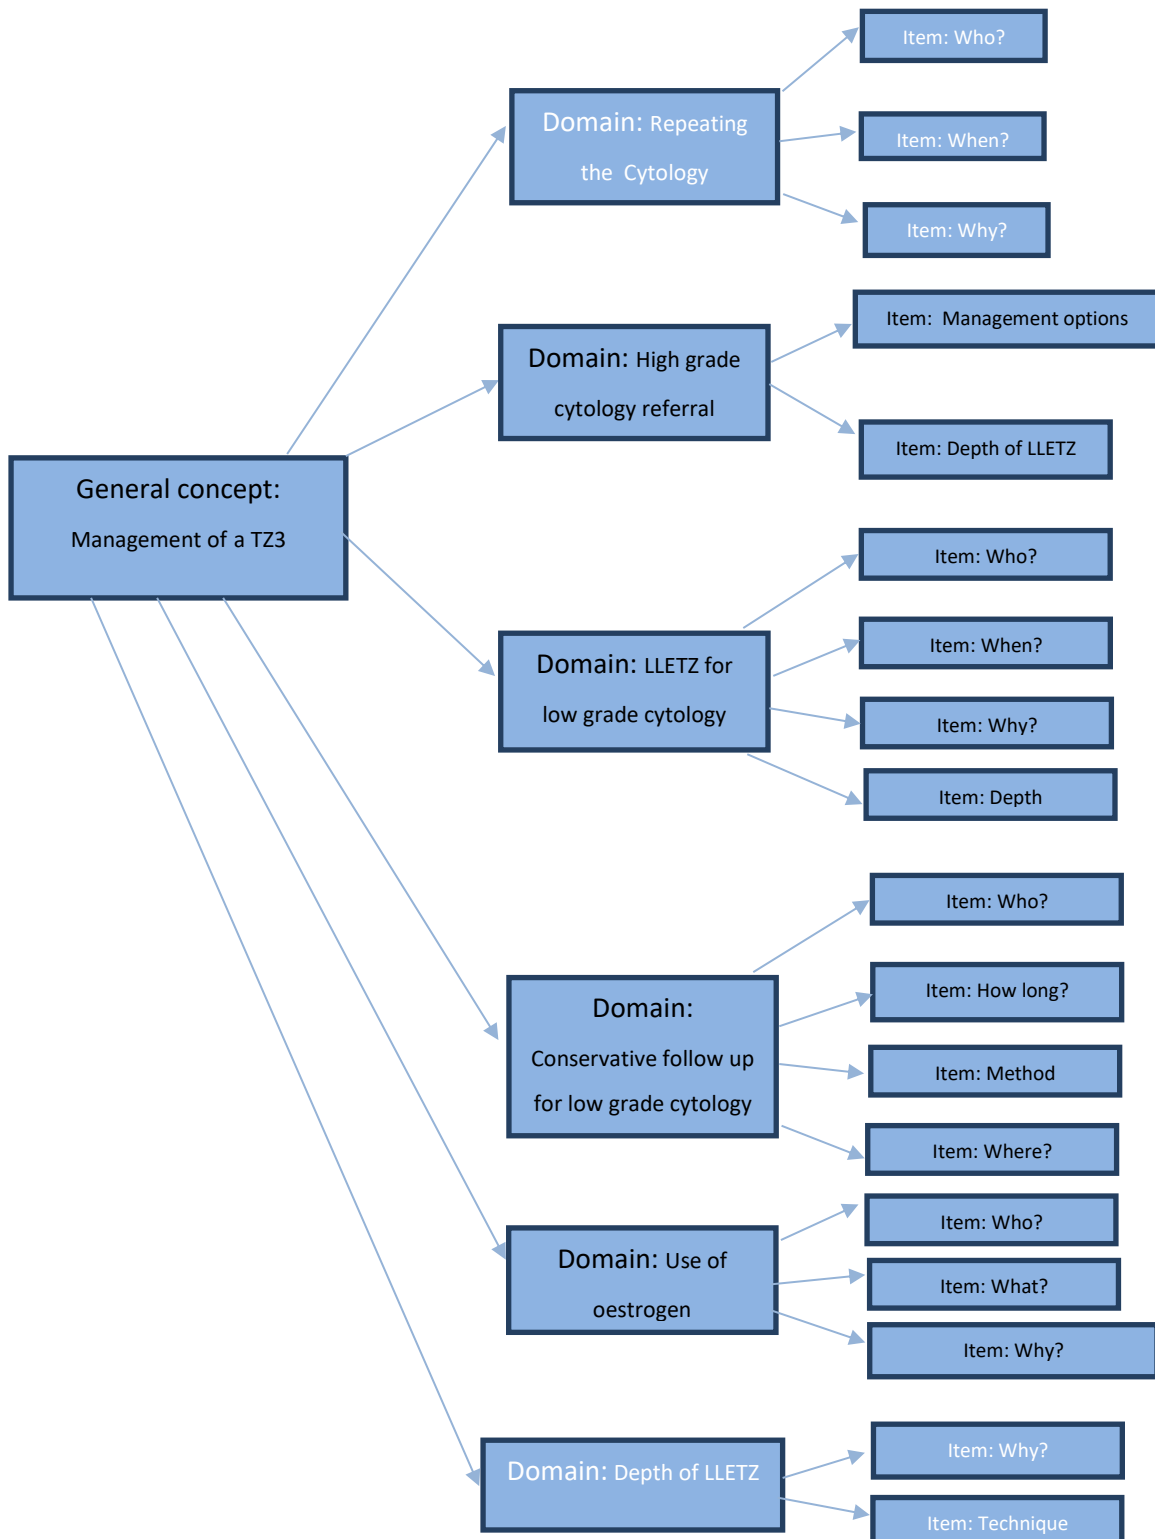 Item: Who?
Domain: Repeating
the Cytology
Item: When?
Item: Why?
Item: Management options
Domain: High grade
cytology referral
Item: Depth of LLETZ
General concept:
Management of a TZ3
Item: Who?
Item: When?
Domain: LLETZ for
low grade cytology
Item: Why?
Item: Depth
Item: Who?
Item: How long?
Domain:
Conservative follow up
for low grade cytology
Item: Method
Item: Where?
Item: Who?
Domain: Use of
oestrogen
Item: What?
Item: Why?
Domain: Depth of LLETZ
Item: Why?
Item: Technique